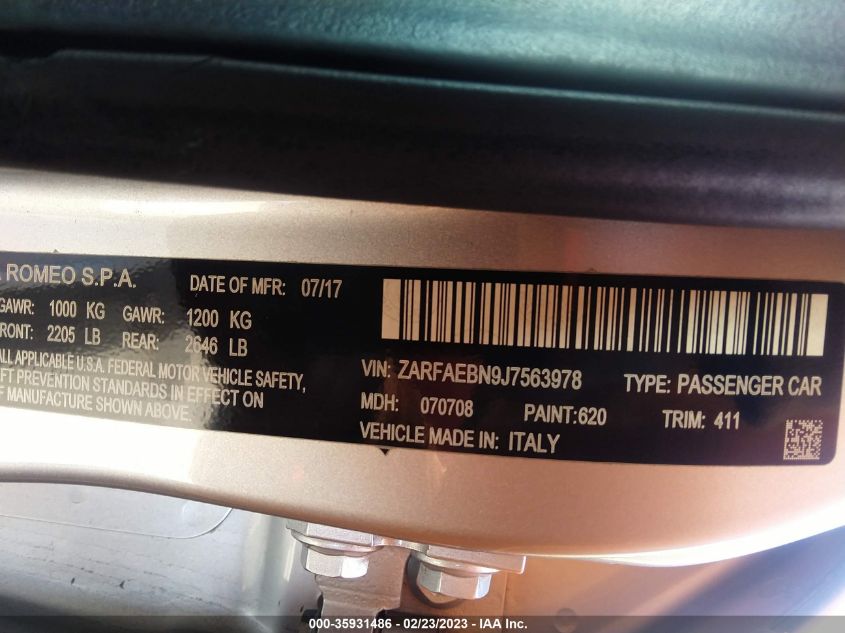 ROMEO S.P.A.
DATE OF MFR: 07/17
GAWR: 1000 KG GAWR: 1200 KG
FRONT: 2205 LB REAR: 2646 LB
ALL APPLICABLE U.S.A. FEDERAL MOTOR VEHICLE SAFETY,
FT PREVENTION STANDARDS IN EFFECT ON
F MANUFACTURE SHOWN ABOVE.
VIN: ZARFAEBN9J7563978 TYPE: PASSENGER CAR
MDH: 070708 PAINT:620 TRIM: 411
VEHICLE MADE IN: ITALY
000-35931486 - 02/23/2023 - IAA Inc.